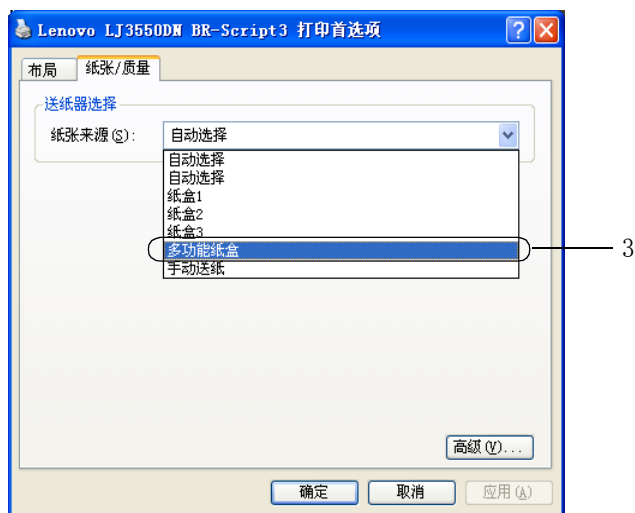 Lenovo LJ3550DN BR-Script3 打印首选项
布局 纸张/质量
送纸器选择
纸张来源(S): 自动选择
自动选择
自动选择
纸盒1
纸盒2
纸盒3
多功能纸盒 3
手动送纸
高级(V)...
确定 取消 应用(A)